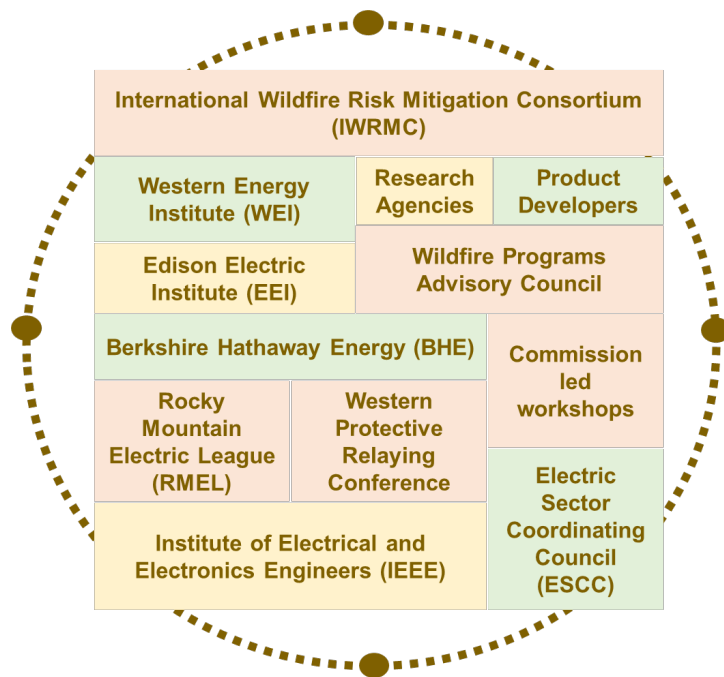 International Wildfire Risk Mitigation Consortium
(IWRMC)
Western Energy
Institute (WEI)
Research
Agencies
Product
Developers
Edison Electric
Institute (EEI)
Wildfire Programs
Advisory Council
Berkshire Hathaway Energy (BHE)
Commission
led
workshops
Rocky
Mountain
Electric League
(RMEL)
Western
Protective
Relaying
Conference
Electric
Sector
Coordinating
Council
(ESCC)
Institute of Electrical and
Electronics Engineers (IEEE)